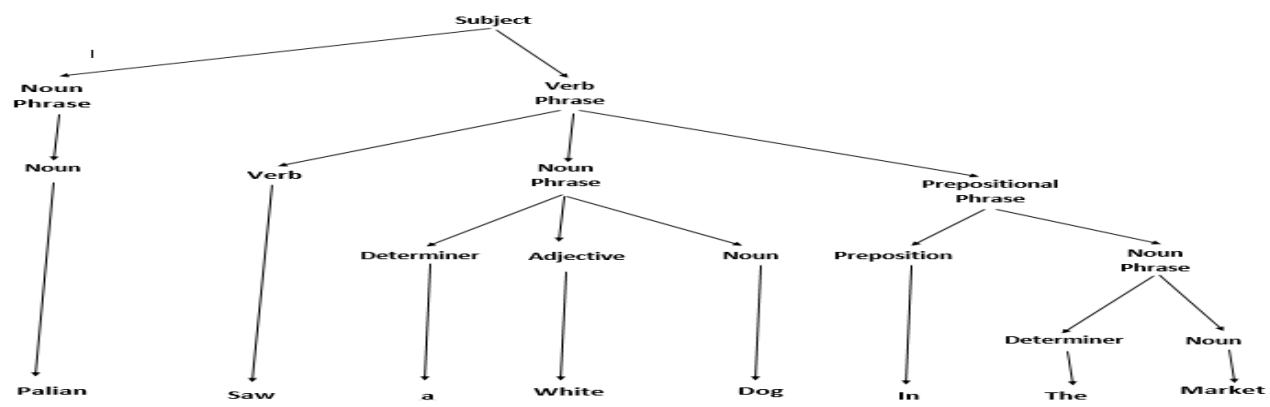 Subject
I
Noun
Phrase
Verb
Phrase
Noun
Verb
Noun
Phrase
Prepositional
Phrase
Determiner
Adjective
Noun
Preposition
Noun
Phrase
Determiner
Noun
Palian
Saw
a
White
Dog
In
The
Market